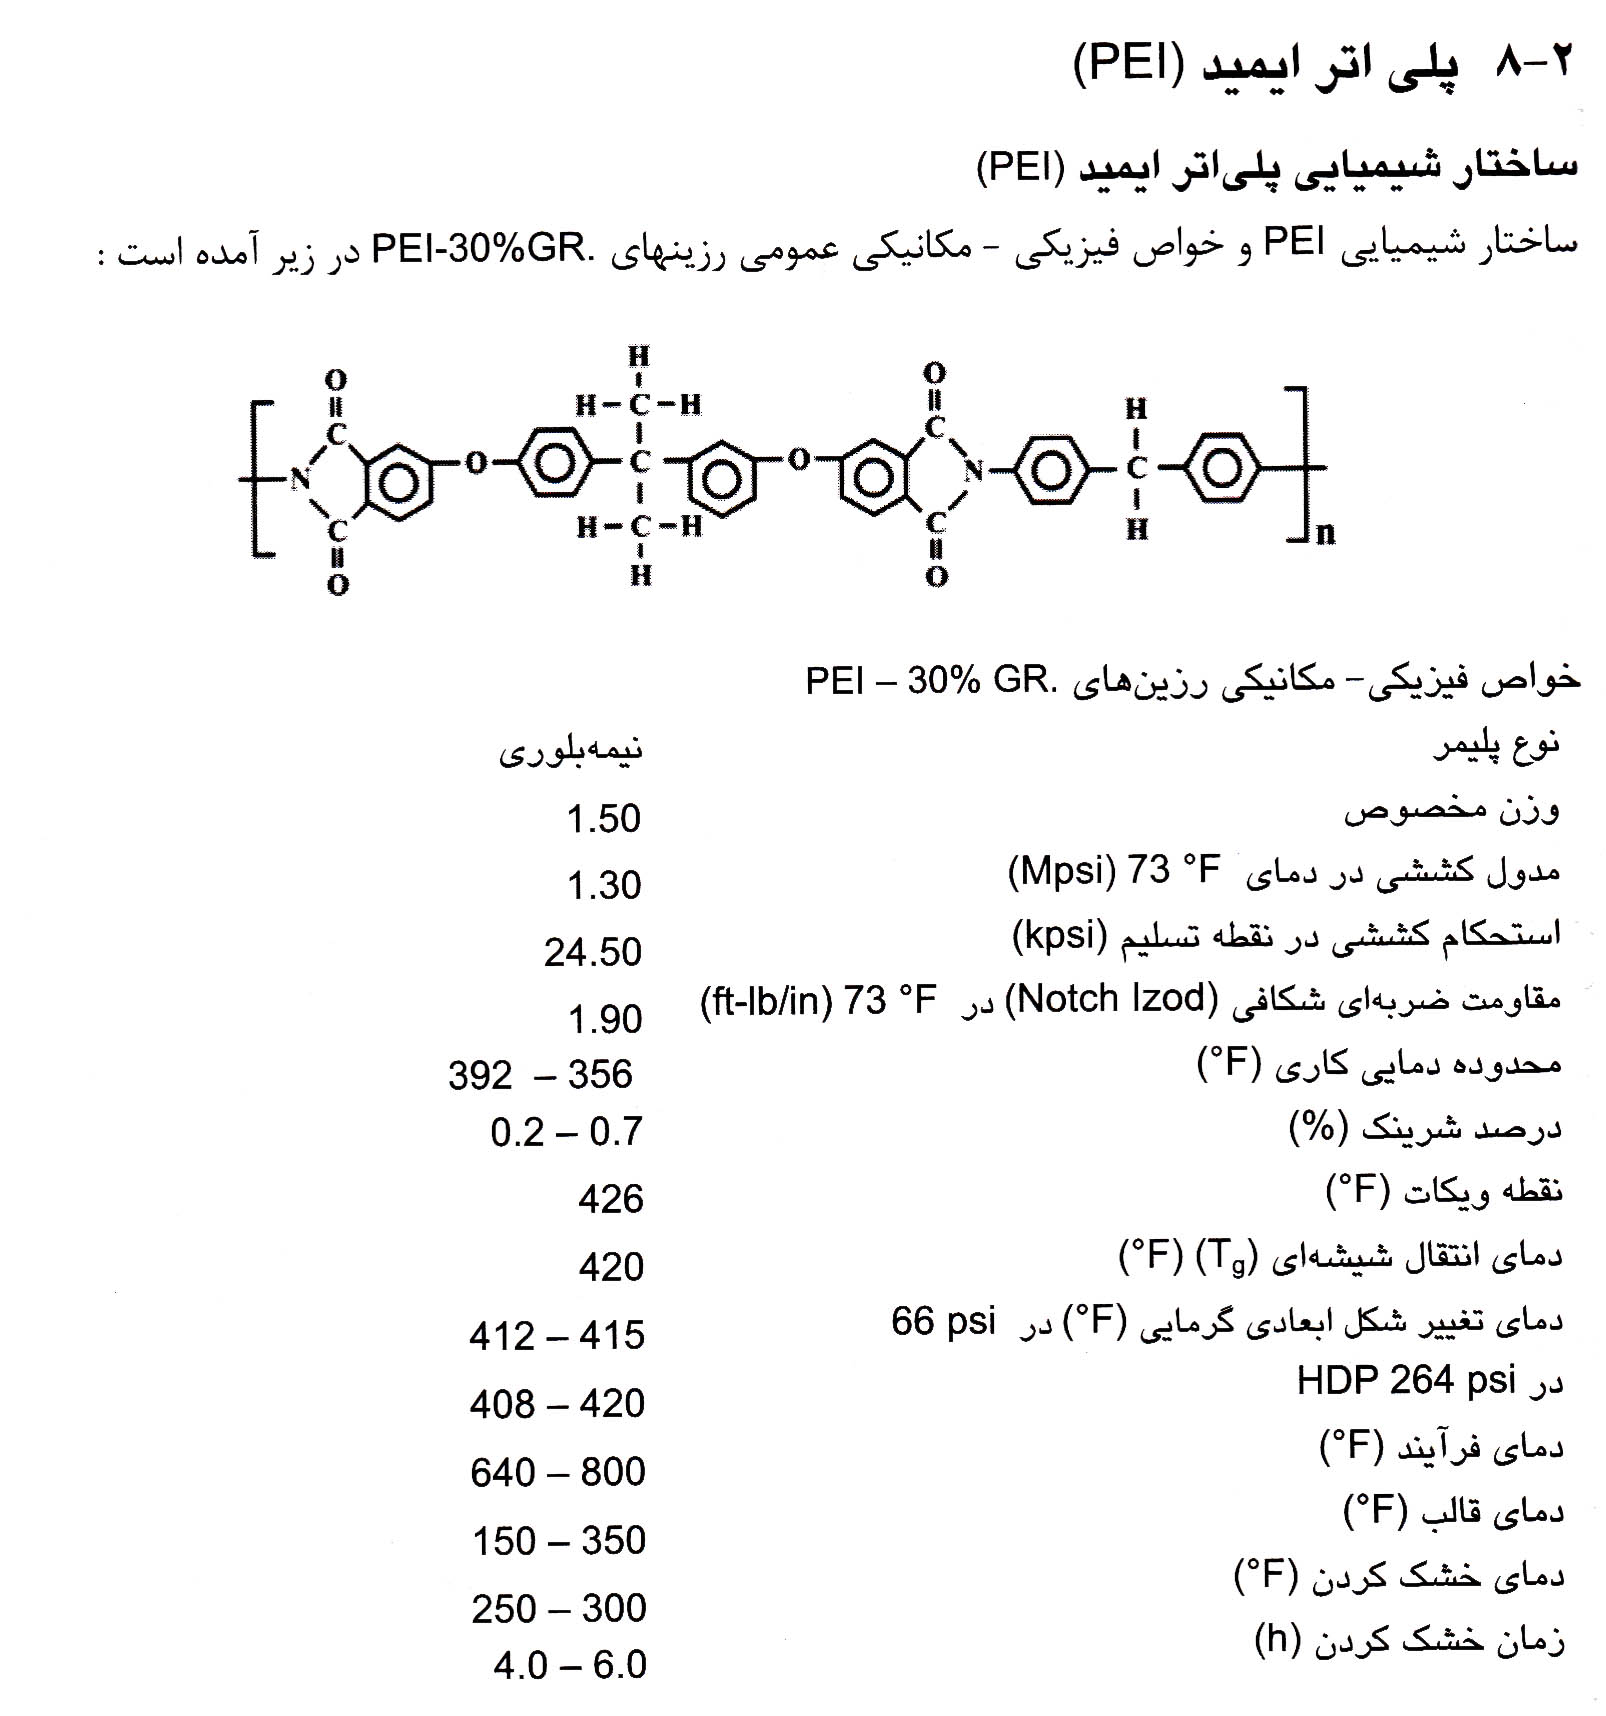 ۸-۲ پلی اتر ایمید (PEI)
ساختار شیمیایی پلی‌اتر ایمید (PEI)
ساختار شیمیایی PEI و خواص فیزیکی - مکانیکی عمومی رزینهای PEI-30%GR. در زیر آمده است :
H
O H-C-H O H
C C C
N O C O N C
C H-C-H C H n
O H O
خواص فیزیکی- مکانیکی رزین‌های PEI – 30% GR.
نوع پلیمر نیمه‌بلوری
وزن مخصوص 1.50
مدول کششی در دمای 73 °F (Mpsi) 1.30
استحکام کششی در نقطه تسلیم (kpsi) 24.50
مقاومت ضربه‌ای شکافی (Notch Izod) در 73 °F (ft-lb/in) 1.90
محدوده دمایی کاری (°F) 392 – 356
درصد شرینک (%) 0.2 – 0.7
نقطه ویکات (°F) 426
دمای انتقال شیشه‌ای (Tg) (°F) 420
دمای تغییر شکل ابعادی گرمایی (°F) در 66 psi 412 – 415
در HDP 264 psi 408 – 420
دمای فرآیند (°F) 640 – 800
دمای قالب (°F) 150 – 350
دمای خشک کردن (°F) 250 – 300
زمان خشک کردن (h) 4.0 – 6.0